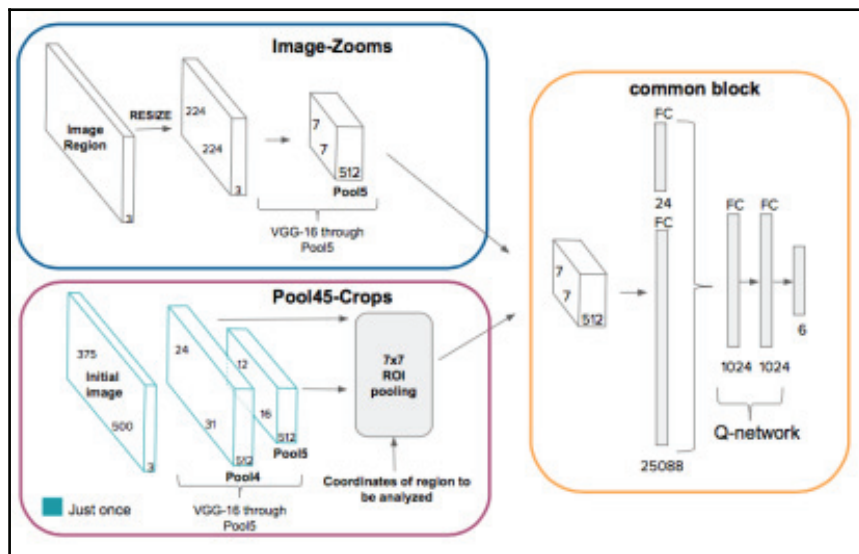 Image-Zooms
Image
Region
3
RESIZE
224
224
3
7
7
512
Pool5
VGG-16 through
Pool5
Pool45-Crops
375
Initial
image
500
3
24
31
512
Pool4
12
16
512
Pool5
VGG-16 through
Pool5
7x7
ROI
pooling
Coordinates of region to
be analyzed
Just once
common block
7
7
512
FC
24
FC
25088
FC
1024
FC
1024
6
Q-network